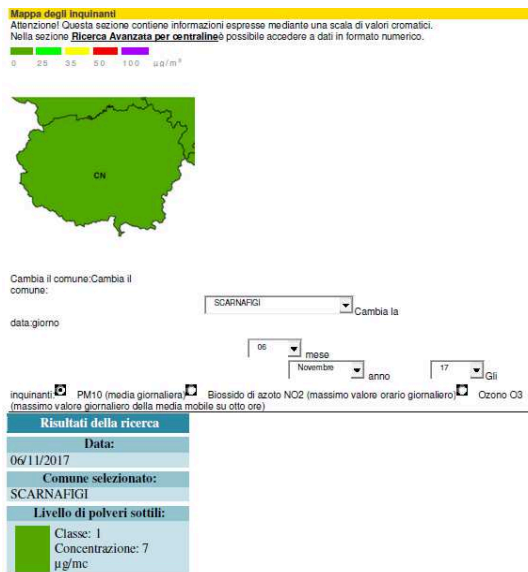 Mappa degli inquinanti
Attenzione! Questa sezione contiene informazioni espresse mediante una scala di valori cromatici.
Nella sezione Ricerca Avanzata per centralineè possibile accedere a dati in formato numerico.
0 25 35 50 100 µg/m³
CN
Cambia il comune:Cambia il
comune:
SCARNAFIGI Cambia la
data:giorno
06 mese
Novembre anno 17 Gli
inquinanti: PM10 (media giornaliera) Biossido di azoto NO2 (massimo valore orario giornaliero) Ozono O3
(massimo valore giornaliero della media mobile su otto ore)
Risultati della ricerca
Data:
06/11/2017
Comune selezionato:
SCARNAFIGI
Livello di polveri sottili:
Classe: 1
Concentrazione: 7
µg/mc